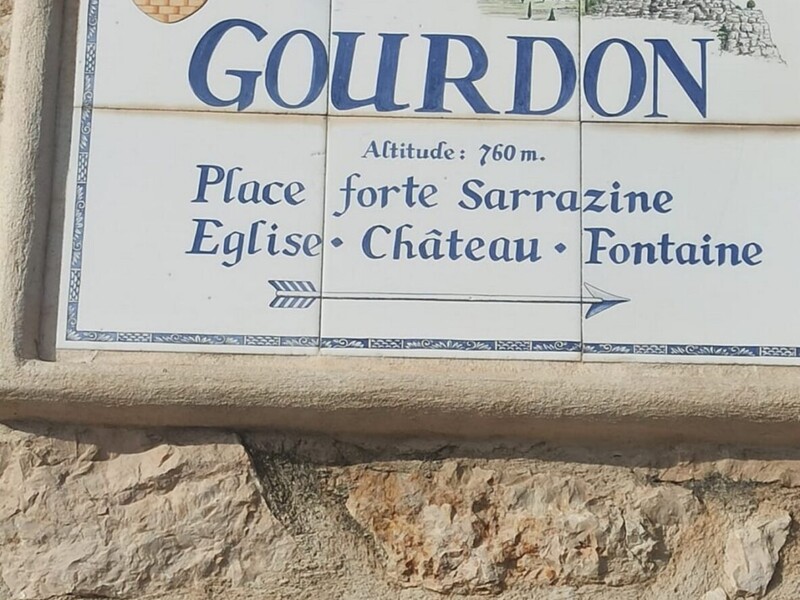 GOURDON
Altitude: 760 m.
Place forte Sarrazine
Eglise • Château • Fontaine